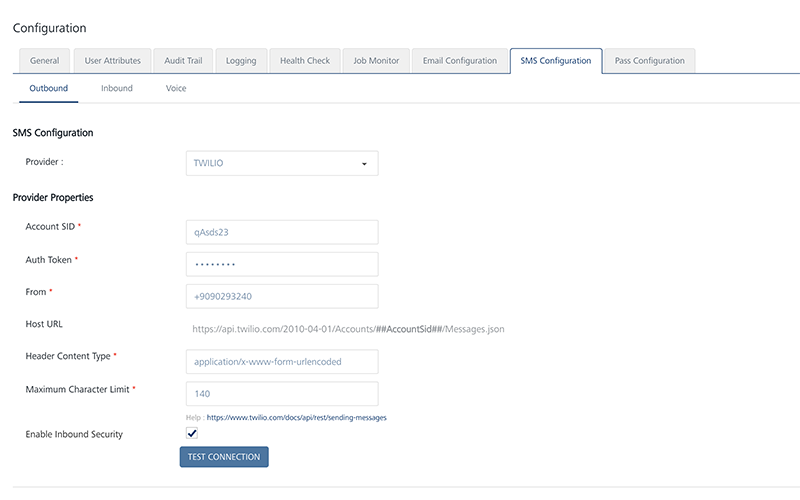 Configuration
General User Attributes Audit Trail Logging Health Check Job Monitor Email Configuration SMS Configuration Pass Configuration
Outbound Inbound Voice
SMS Configuration
Provider : TWILIO
Provider Properties
Account SID * qAsds23
Auth Token * ••••••••
From * +9090293240
Host URL https://api.twilio.com/2010-04-01/Accounts/##AccountSid##/Messages.json
Header Content Type * application/x-www-form-urlencoded
Maximum Character Limit * 140
Help : https://www.twilio.com/docs/api/rest/sending-messages
Enable Inbound Security
TEST CONNECTION